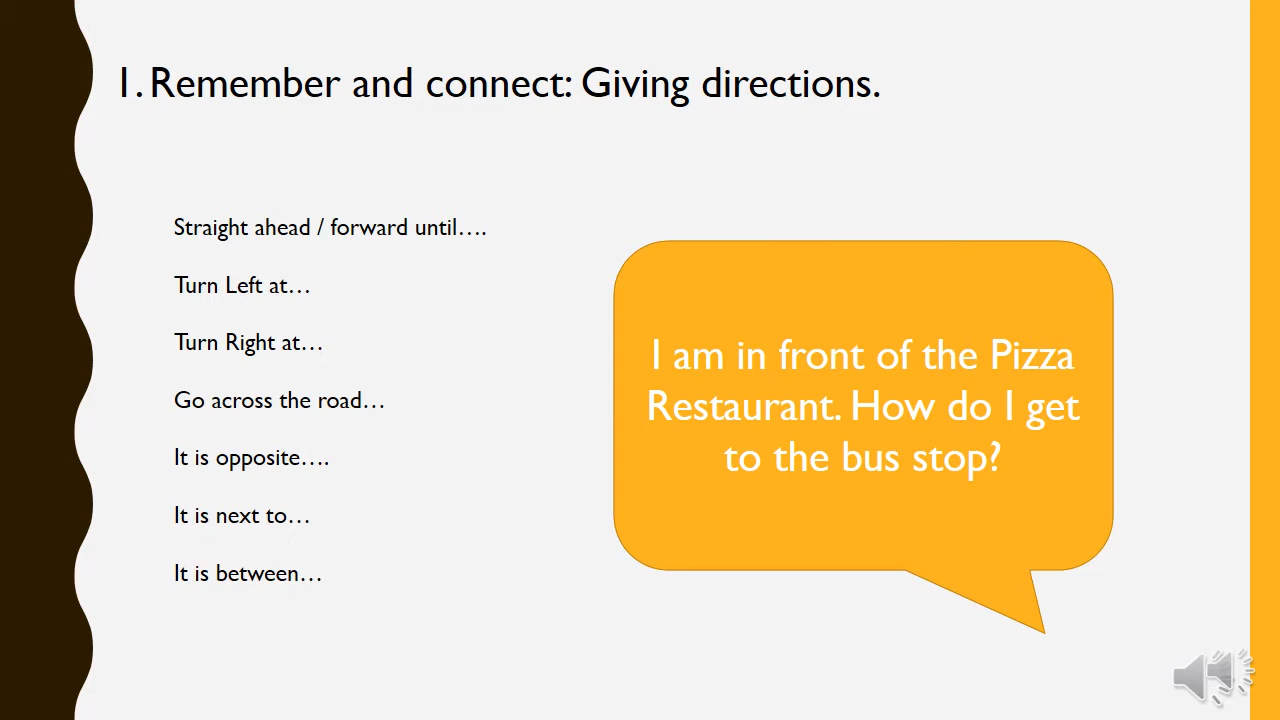 1. Remember and connect: Giving directions.
Straight ahead / forward until….
Turn Left at…
Turn Right at…
Go across the road…
It is opposite….
It is next to…
It is between…
I am in front of the Pizza
Restaurant. How do I get
to the bus stop?